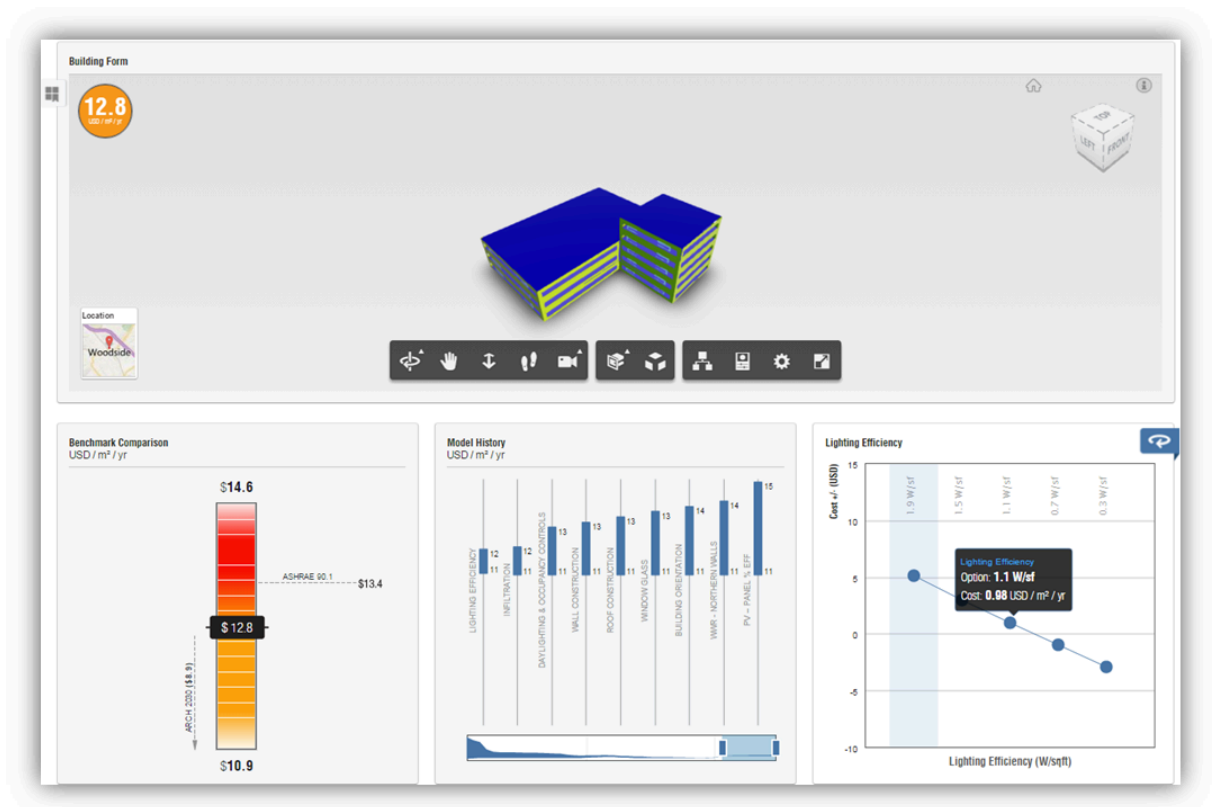 Building Form
12.8
USD / m² / yr
TOP
LEFT
FRONT
Location
Woodside
Benchmark Comparison
USD / m² / yr
$14.6
ASHRAE 90.1
$13.4
$12.8
ARCH 2030 ($8.9)
$10.9
Model History
USD / m² / yr
12
11
LIGHTING EFFICIENCY
12
11
INFILTRATION
13
11
DAYLIGHTING & OCCUPANCY CONTROLS
13
11
WALL CONSTRUCTION
13
11
ROOF CONSTRUCTION
13
11
WINDOW GLASS
14
11
BUILDING ORIENTATION
14
11
WWR - NORTHERN WALLS
15
11
PV - PANEL % EFF
Lighting Efficiency
Cost +/- (USD)
15
10
5
0
-5
-10
1.9 W/sf
1.5 W/sf
1.1 W/sf
0.7 W/sf
0.3 W/sf
Lighting Efficiency
Option: 1.1 W/sf
Cost: 0.98 USD / m² / yr
Lighting Efficiency (W/sqft)